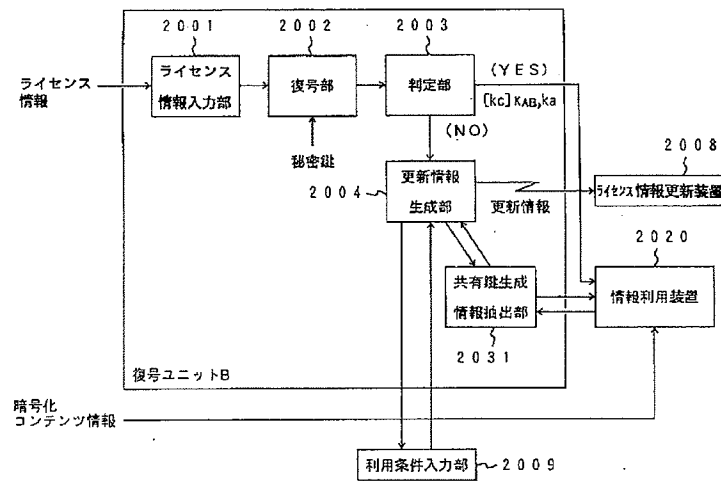 2001
2002
2003
ライセンス
情報
ライセンス
情報入力部
復号部
判定部
(YES)
[kc]KAB,ka
(NO)
秘密鍵
2008
2004
更新情報
生成部
更新情報
ライセンス情報更新装置
2020
共有鍵生成
情報抽出部
情報利用装置
2031
復号ユニットB
暗号化
コンテンツ情報
利用条件入力部
2009